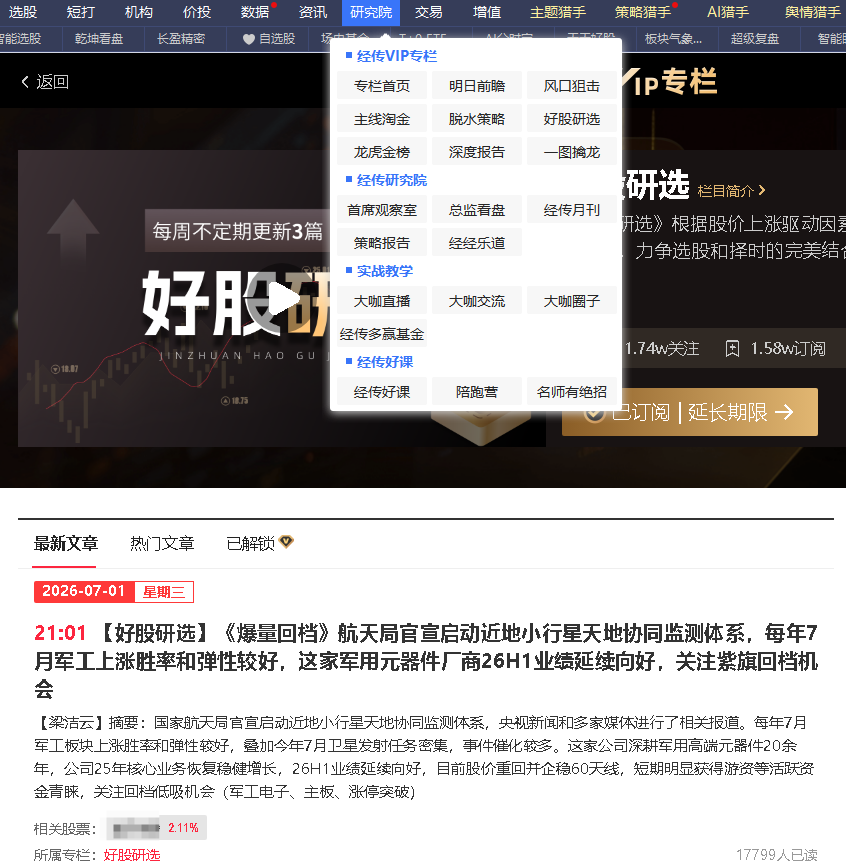 选股 短打 机构 价投 数据 资讯 研究院 交易 增值 主题猎手 策略猎手 AI猎手 舆情猎手
智能选股 乾坤看盘 长盈精密 自选股 板块气象... 超级复盘 智能
返回
VIP专栏
经传VIP专栏
专栏首页 明日前瞻 风口狙击
主线淘金 脱水策略 好股研选
龙虎金榜 深度报告 一图擒龙
经传研究院
首席观察室 总监看盘 经传月刊
策略报告 经经乐道
实战教学
大咖直播 大咖交流 大咖圈子
经传多赢基金
经传好课
经传好课 陪跑营 名师有绝招
每周不定期更新3篇
好股研
JINZHUAN HAO GU
10.87
10.75
股研选 栏目简介
研选》根据股价上涨驱动因素
力争选股和择时的完美结合
1.74w关注 1.58w订阅
已订阅 | 延长期限
最新文章 热门文章 已解锁
2026-07-01 星期三
21:01 【好股研选】《爆量回档》航天局官宣启动近地小行星天地协同监测体系，每年7
月军工上涨胜率和弹性较好，这家军用元器件厂商26H1业绩延续向好，关注紫旗回档机
会
【梁洁云】摘要：国家航天局官宣启动近地小行星天地协同监测体系，央视新闻和多家媒体进行了相关报道。每年7月
军工板块上涨胜率和弹性较好，叠加今年7月卫星发射任务密集，事件催化较多。这家公司深耕军用高端元器件20余
年，公司25年核心业务恢复稳健增长，26H1业绩延续向好，目前股价重回并企稳60天线，短期明显获得游资等活跃资
金青睐，关注回档低吸机会（军工电子、主板、涨停突破）
相关股票： 2.11%
所属专栏：好股研选
17799人已读